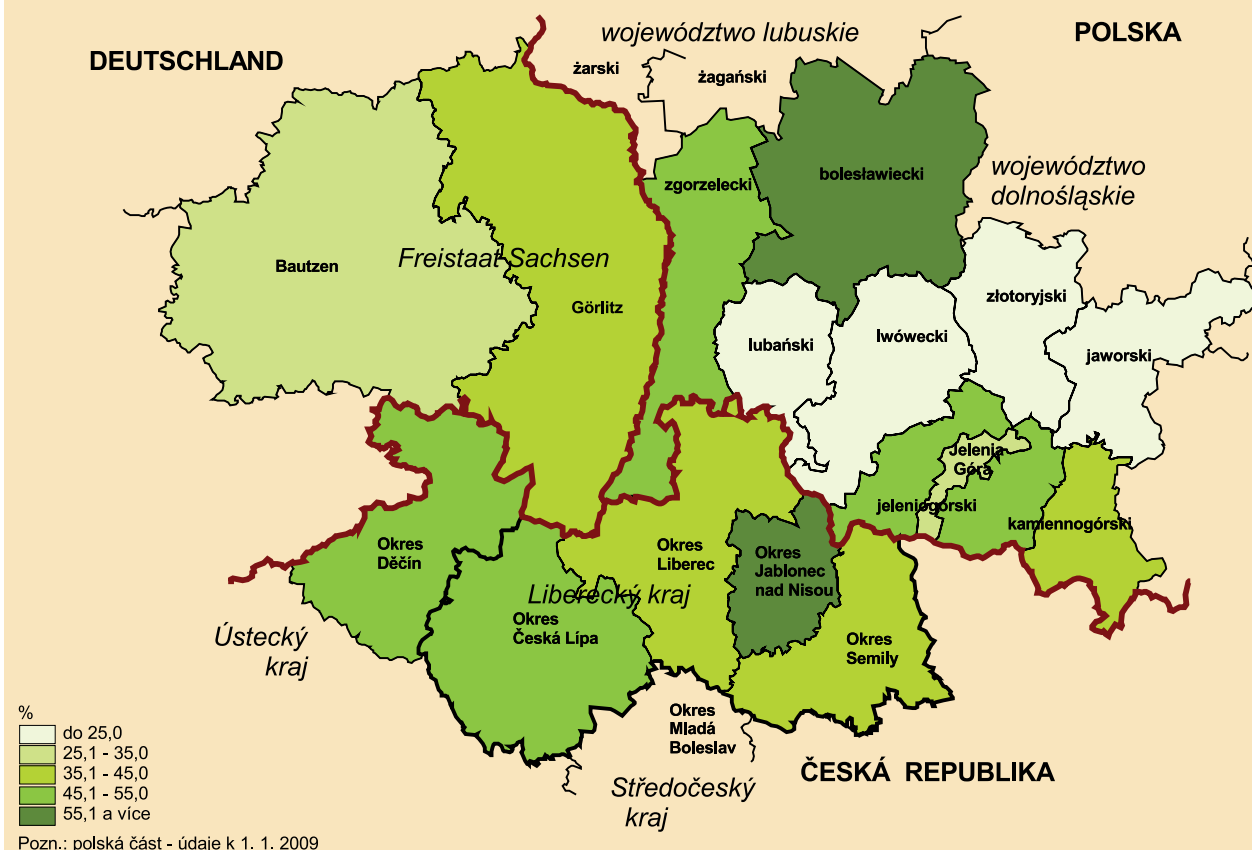 DEUTSCHLAND
województwo lubuskie
POLSKA
żarski
żagański
zgorzelecki
bolesławiecki
województwo
dolnośląskie
Bautzen
Freistaat Sachsen
Görlitz
lubański
lwówecki
złotoryjski
jaworski
Jelenia
Góra
jeleniogórski
kamiennogórski
Okres
Děčín
Okres
Liberec
Okres
Jablonec
nad Nisou
Liberecký kraj
Ústecký
kraj
Okres
Česká Lípa
Okres
Semily
Okres
Mladá
Boleslav
ČESKÁ REPUBLIKA
Středočeský
kraj
%
do 25,0
25,1 - 35,0
35,1 - 45,0
45,1 - 55,0
55,1 a více
Pozn.: polská část - údaje k 1. 1. 2009